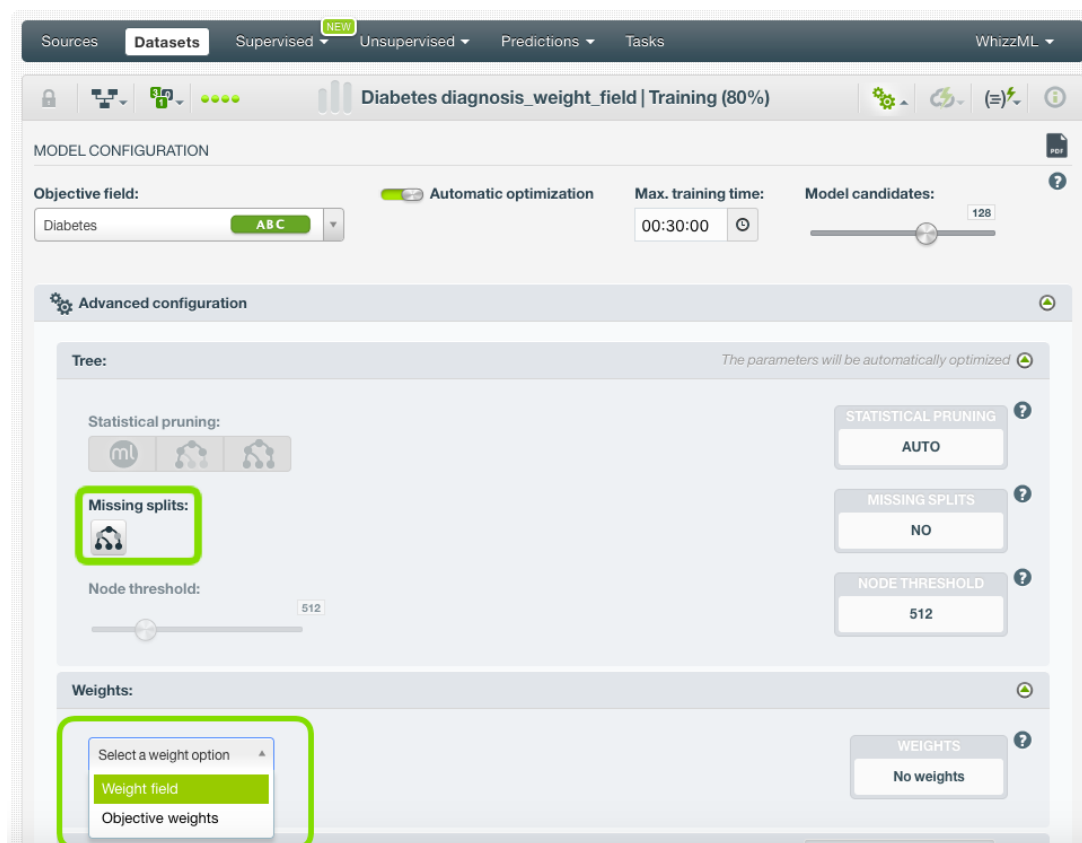 NEW
Sources Datasets Supervised Unsupervised Predictions Tasks WhizzML
Diabetes diagnosis_weight_field | Training (80%)
MODEL CONFIGURATION
PDF
Objective field: Automatic optimization Max. training time: Model candidates:
Diabetes ABC 00:30:00 128
Advanced configuration
Tree: The parameters will be automatically optimized
Statistical pruning: STATISTICAL PRUNING
ml AUTO
Missing splits: MISSING SPLITS
NO
Node threshold: NODE THRESHOLD
512 512
Weights:
Select a weight option WEIGHTS
Weight field No weights
Objective weights